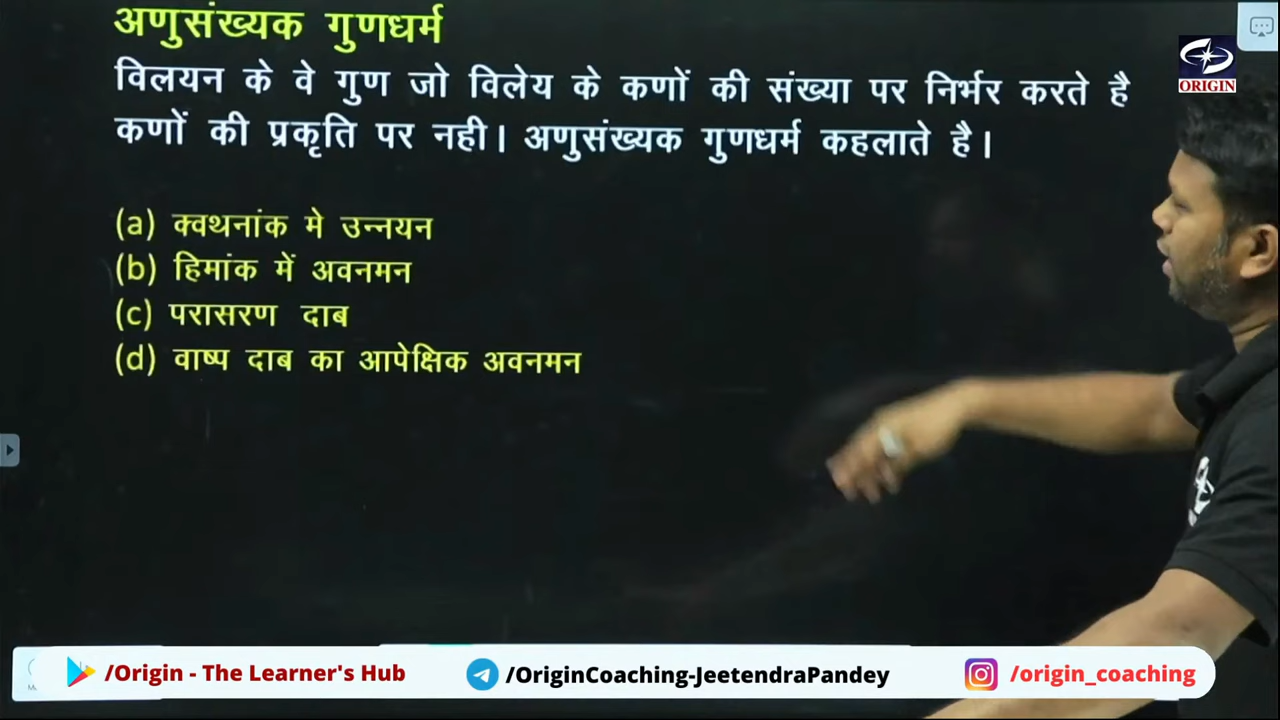 अणुसंख्यक गुणधर्म
विलयन के वे गुण जो विलेय के कणों की संख्या पर निर्भर करते है
कणों की प्रकृति पर नही। अणुसंख्यक गुणधर्म कहलाते है।
(a) क्वथनांक मे उन्नयन
(b) हिमांक में अवनमन
(c) परासरण दाब
(d) वाष्प दाब का आपेक्षिक अवनमन
ORIGIN
/Origin - The Learner's Hub
/OriginCoaching-JeetendraPandey
/origin_coaching